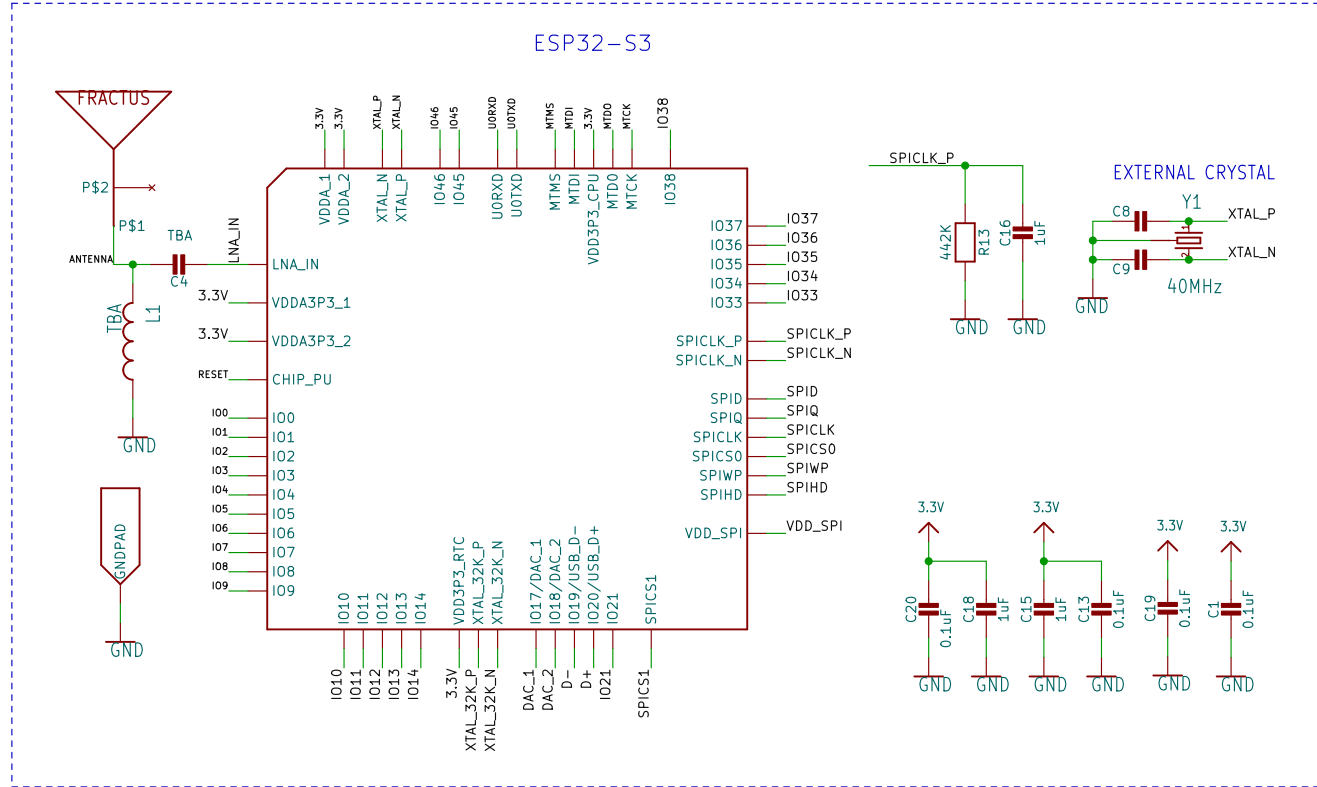 ESP32-S3
FRACTUS
P$2
P$1
ANTENNA
TBA
C4
LNA_IN
TBA
L1
GND
GNDPAD
GND
3.3V
3.3V
XTAL_P
XTAL_N
IO46
IO45
U0RXD
U0TXD
MTMS
MTDI
3.3V
MTDO
MTCK
IO38
VDDA_1
VDDA_2
XTAL_N
XTAL_P
IO46
IO45
U0RXD
U0TXD
MTMS
MTDI
VDD3P3_CPU
MTDO
MTCK
IO38
3.3V
3.3V
RESET
IO0
IO1
IO2
IO3
IO4
IO5
IO6
IO7
IO8
IO9
LNA_IN
VDDA3P3_1
VDDA3P3_2
CHIP_PU
IO0
IO1
IO2
IO3
IO4
IO5
IO6
IO7
IO8
IO9
IO37
IO36
IO35
IO34
IO33
SPICLK_P
SPICLK_N
SPID
SPIQ
SPICLK
SPICS0
SPIWP
SPIHD
VDD_SPI
IO37
IO36
IO35
IO34
IO33
SPICLK_P
SPICLK_N
SPID
SPIQ
SPICLK
SPICS0
SPIWP
SPIHD
VDD_SPI
IO10
IO11
IO12
IO13
IO14
VDD3P3_RTC
XTAL_32K_P
XTAL_32K_N
IO17/DAC_1
IO18/DAC_2
IO19/USB_D-
IO20/USB_D+
IO21
SPICS1
IO10
IO11
IO12
IO13
IO14
3.3V
XTAL_32K_P
XTAL_32K_N
DAC_1
DAC_2
D-
D+
IO21
SPICS1
SPICLK_P
442K
R13
C16
1uF
GND
GND
EXTERNAL CRYSTAL
C8
Y1
XTAL_P
1
2
C9
XTAL_N
40MHz
GND
3.3V
3.3V
3.3V
3.3V
C20
0.1uF
C18
1uF
C15
1uF
C13
0.1uF
C19
0.1uF
C1
0.1uF
GND
GND
GND
GND
GND
GND